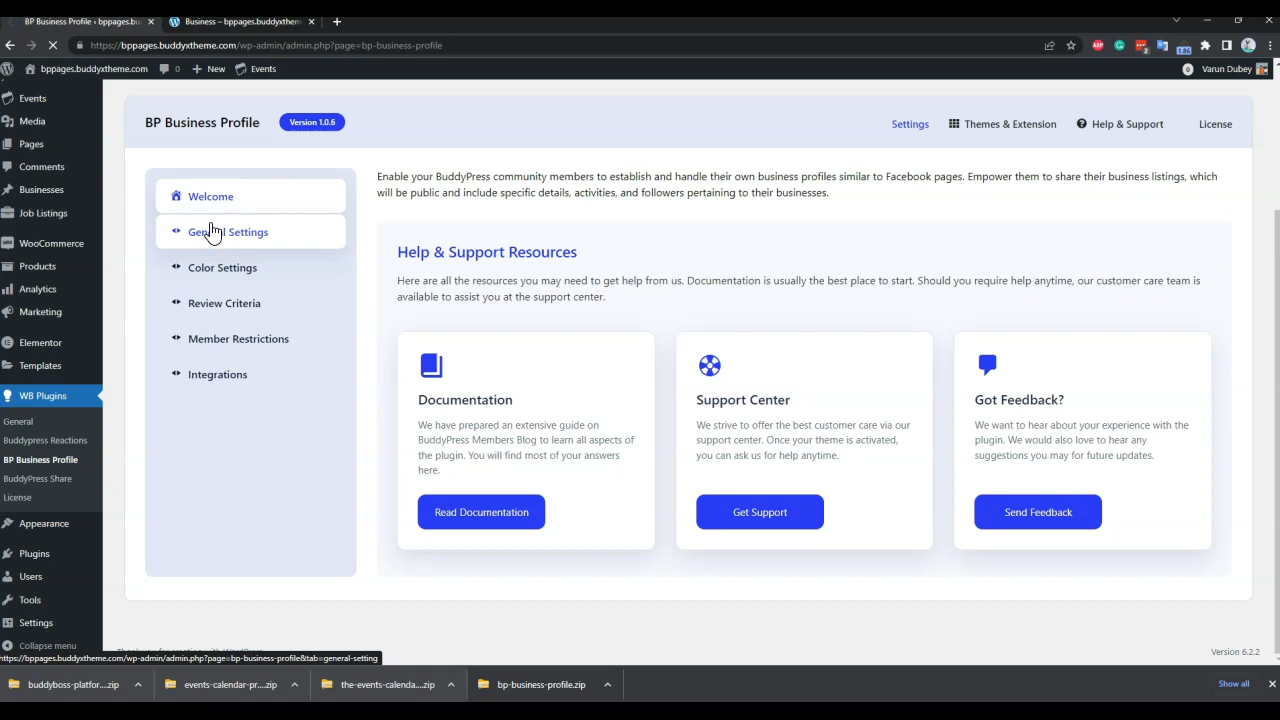 BP Business Profile ‹ bppages.bu
Business – bppages.buddyxthem
https://bppages.buddyxtheme.com/wp-admin/admin.php?page=bp-business-profile
ABP
2
1.86
bppages.buddyxtheme.com
0
New
Events
0
Varun Dubey
Events
Media
Pages
Comments
Businesses
Job Listings
WooCommerce
Products
Analytics
Marketing
Elementor
Templates
WB Plugins
General
Buddypress Reactions
BP Business Profile
BuddyPress Share
License
Appearance
Plugins
Users
Tools
Settings
Collapse menu
BP Business Profile
Version 1.0.6
Settings
Themes & Extension
Help & Support
License
Welcome
General Settings
Color Settings
Review Criteria
Member Restrictions
Integrations
Enable your BuddyPress community members to establish and handle their own business profiles similar to Facebook pages. Empower them to share their business listings, which
will be public and include specific details, activities, and followers pertaining to their businesses.
Help & Support Resources
Here are all the resources you may need to get help from us. Documentation is usually the best place to start. Should you require help anytime, our customer care team is
available to assist you at the support center.
Documentation
We have prepared an extensive guide on
BuddyPress Members Blog to learn all aspects of
the plugin. You will find most of your answers
here.
Read Documentation
Support Center
We strive to offer the best customer care via our
support center. Once your theme is activated,
you can ask us for help anytime.
Get Support
Got Feedback?
We want to hear about your experience with the
plugin. We would also love to hear any
suggestions you may for future updates.
Send Feedback
Version 6.2.2
https://bppages.buddyxtheme.com/wp-admin/admin.php?page=bp-business-profile&tab=general-setting
buddyboss-platfor....zip
events-calendar-pr....zip
the-events-calenda....zip
bp-business-profile.zip
Show all